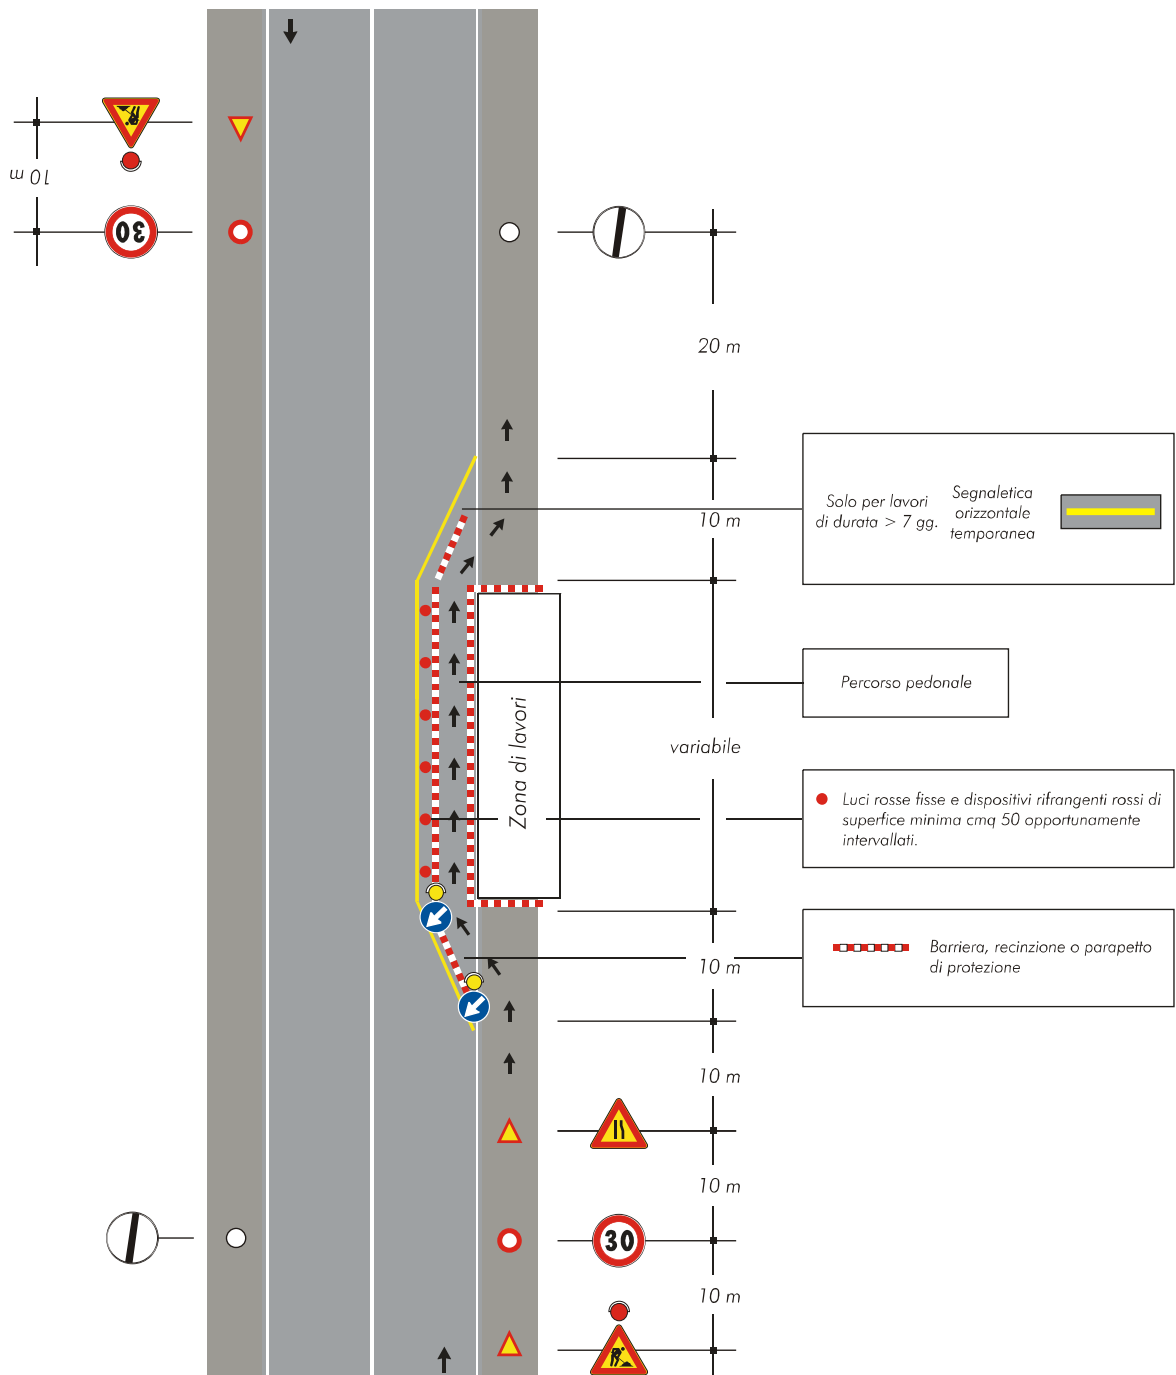 10 m
30
20 m
Solo per lavori
di durata > 7 gg.
Segnaletica
orizzontale
temporanea
10 m
Percorso pedonale
Zona di lavori
variabile
Luci rosse fisse e dispositivi rifrangenti rossi di
superfice minima cmq 50 opportunamente
intervallati.
Barriera, recinzione o parapetto
di protezione
10 m
10 m
10 m
30
10 m